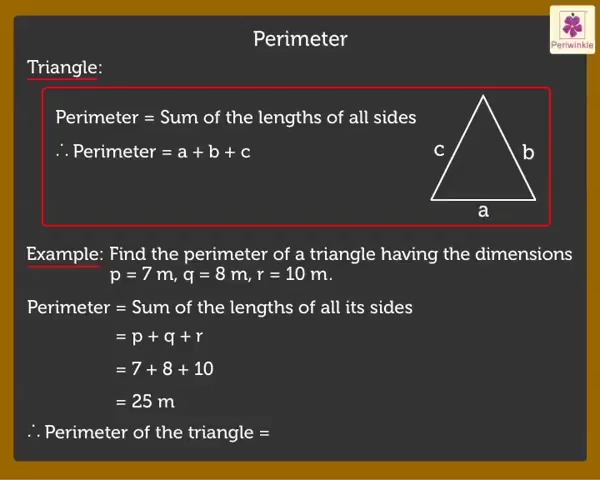 Perimeter
Periwinkle
Triangle:
Perimeter = Sum of the lengths of all sides
∴ Perimeter = a + b + c
c
b
a
Example: Find the perimeter of a triangle having the dimensions
p = 7 m, q = 8 m, r = 10 m.
Perimeter = Sum of the lengths of all its sides
= p + q + r
= 7 + 8 + 10
= 25 m
∴ Perimeter of the triangle =